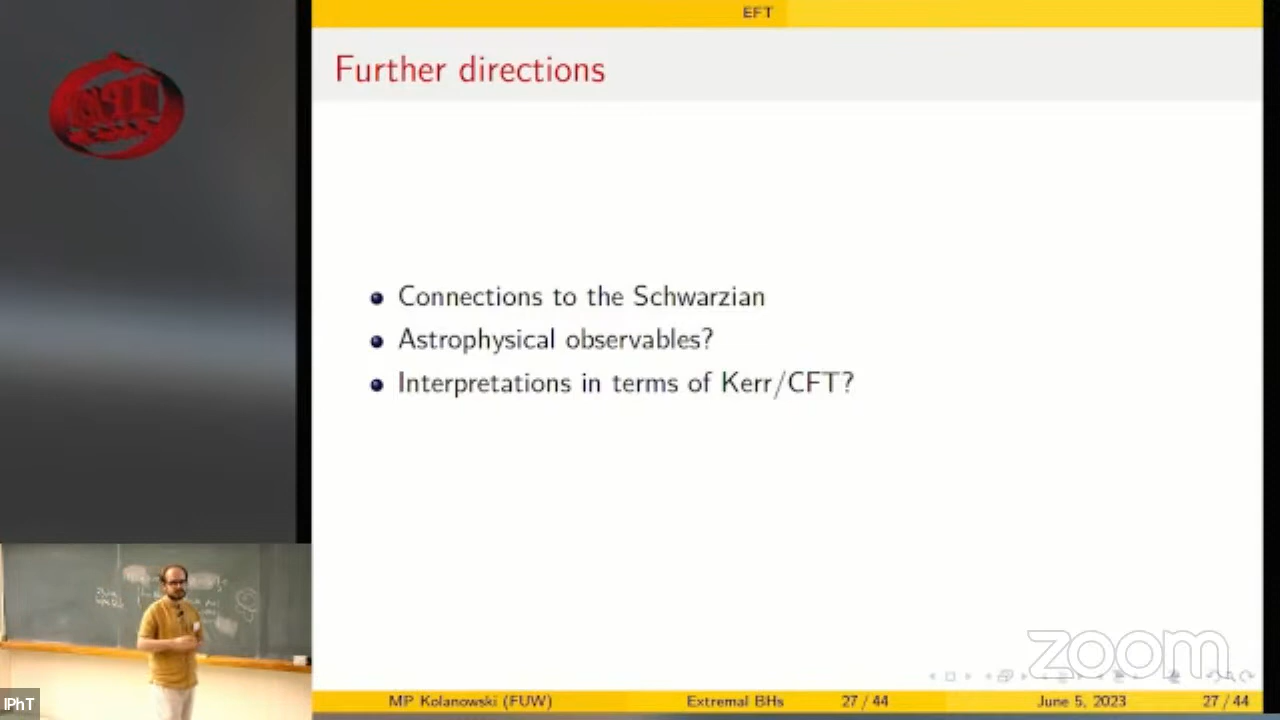 EFT
Further directions
Connections to the Schwarzian
Astrophysical observables?
Interpretations in terms of Kerr/CFT?
zoom
MP Kolanowski (FUW) Extremal BHs 27 / 44 June 5, 2023 27 / 44
IPhT